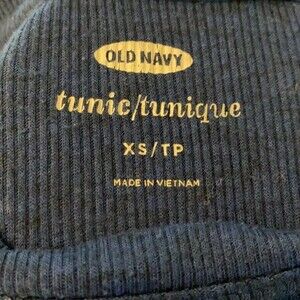 OLD NAVY
tunic/tunique
XS/TP
MADE IN VIETNAM